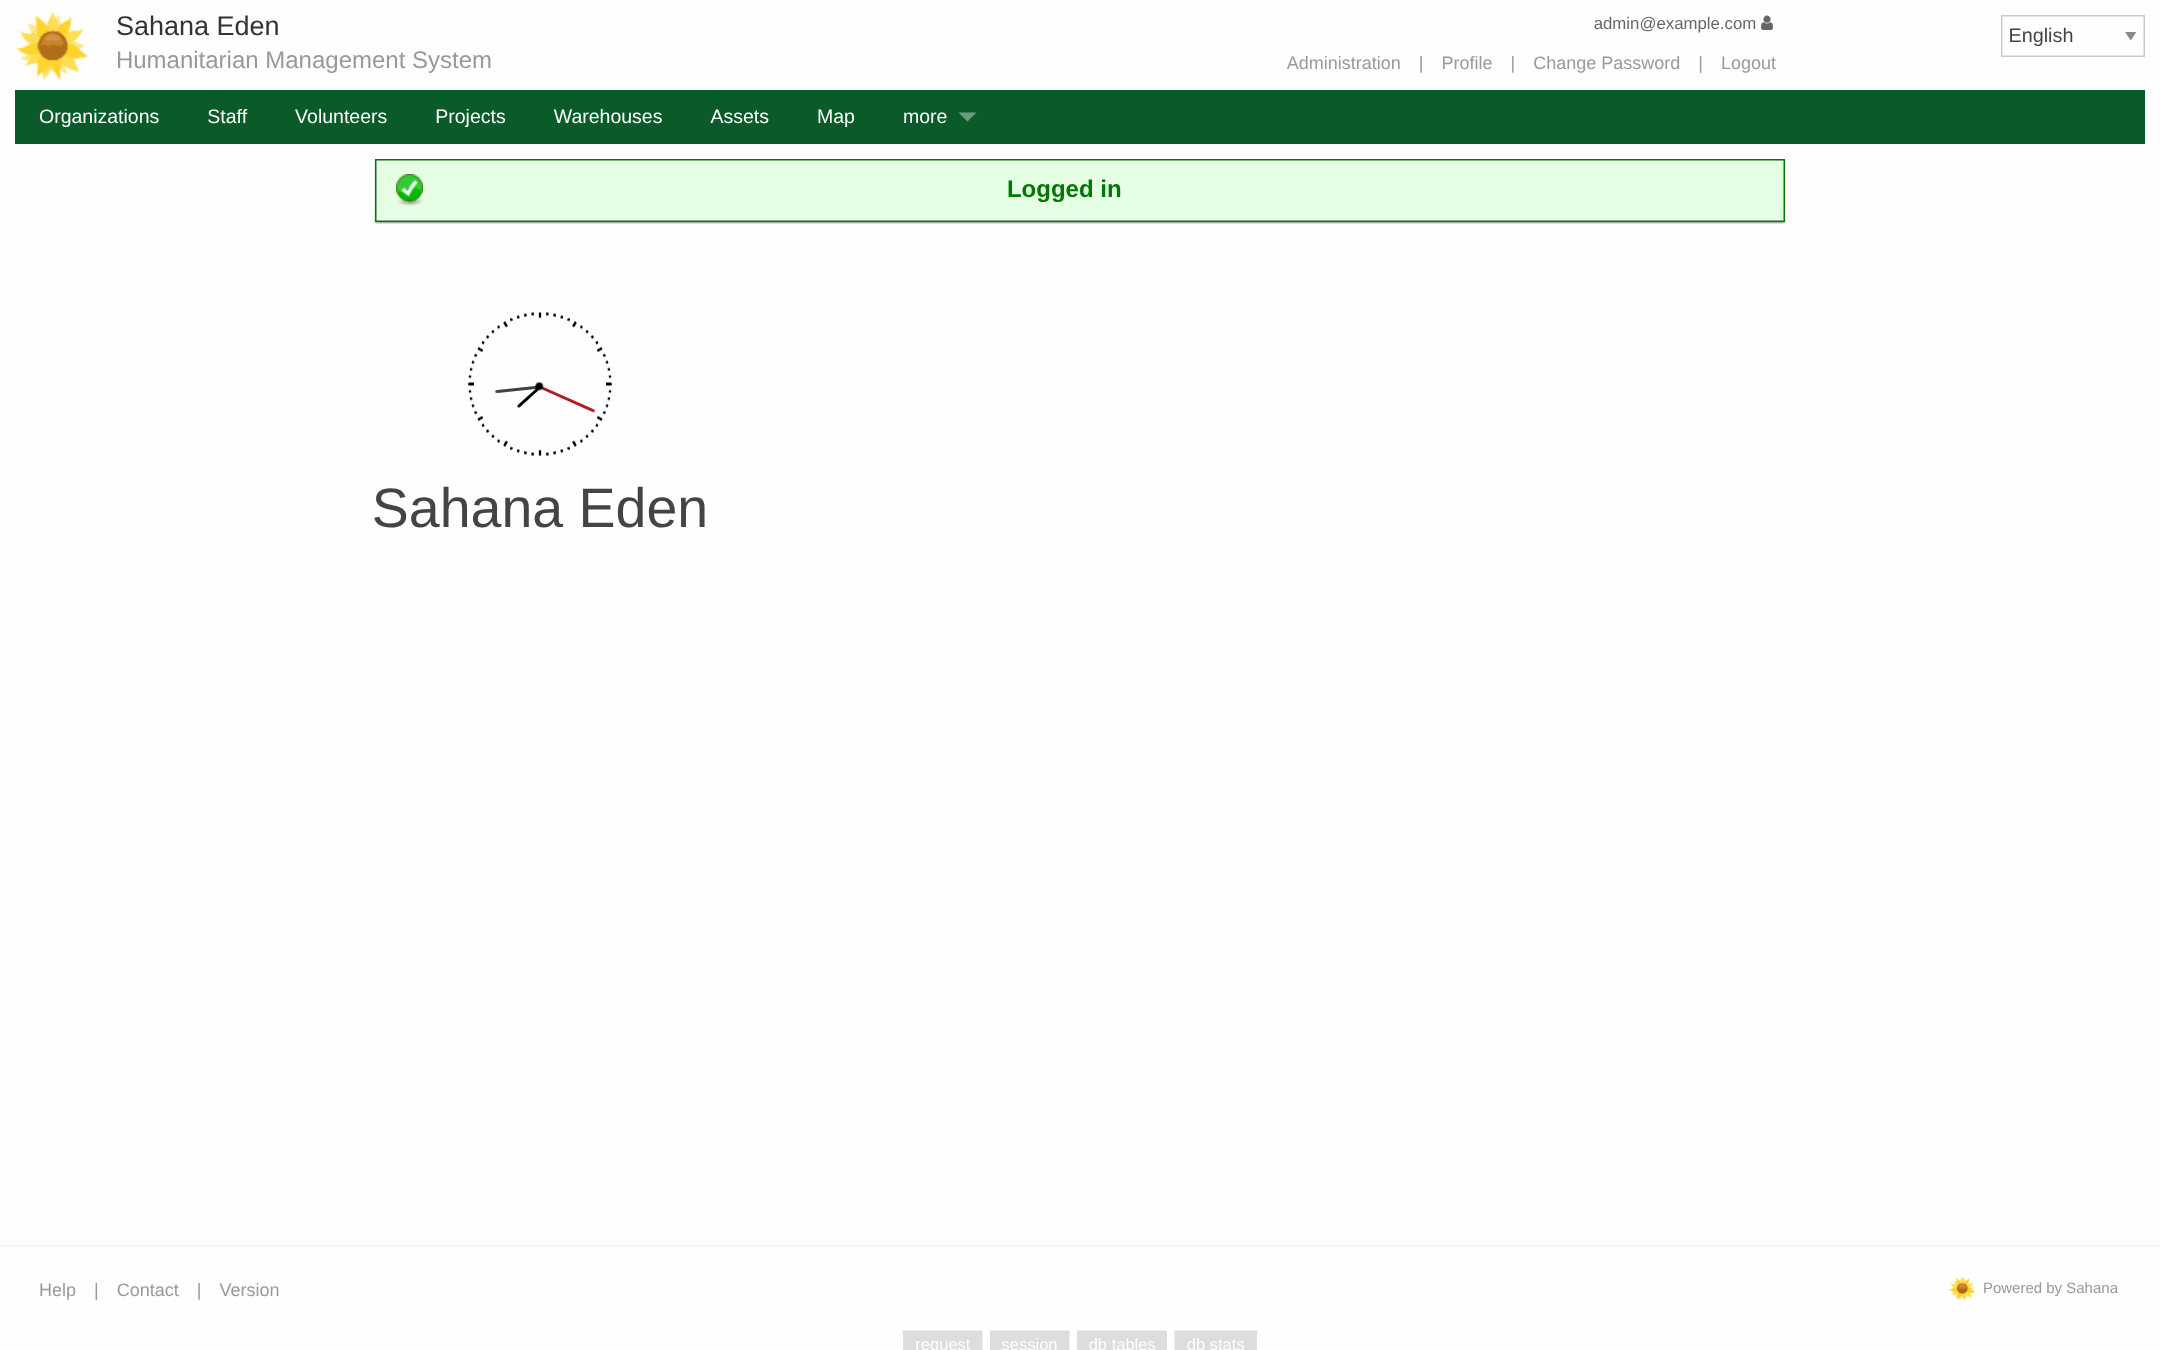 Sahana Eden
Humanitarian Management System
admin@example.com
Administration | Profile | Change Password | Logout
English
Organizations Staff Volunteers Projects Warehouses Assets Map more
Logged in
Sahana Eden
Help | Contact | Version
Powered by Sahana
request session db tables db stats